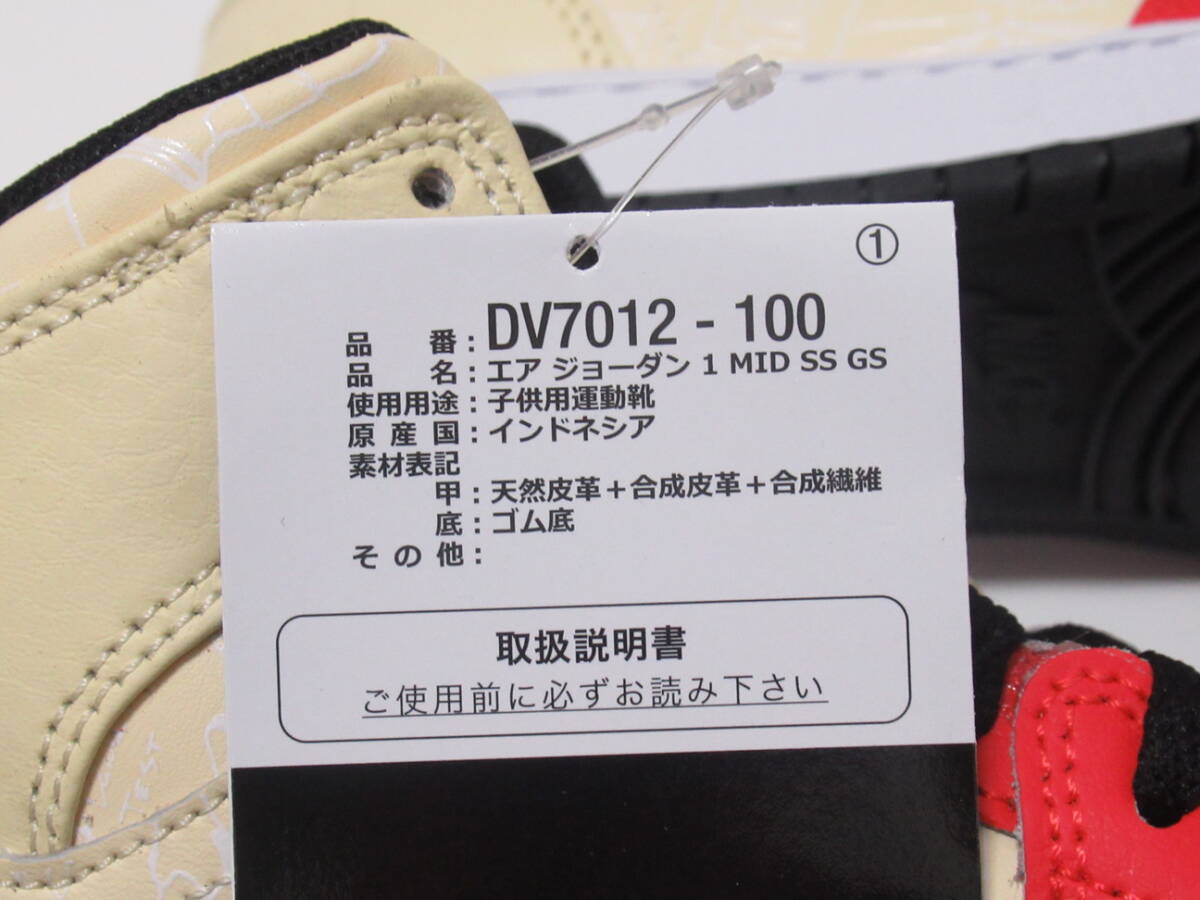 ①
品番：DV7012 - 100
品名：エア ジョーダン 1 MID SS GS
使用用途：子供用運動靴
原産国：インドネシア
素材表記
甲：天然皮革＋合成皮革＋合成繊維
底：ゴム底
その他：
取扱説明書
ご使用前に必ずお読み下さい